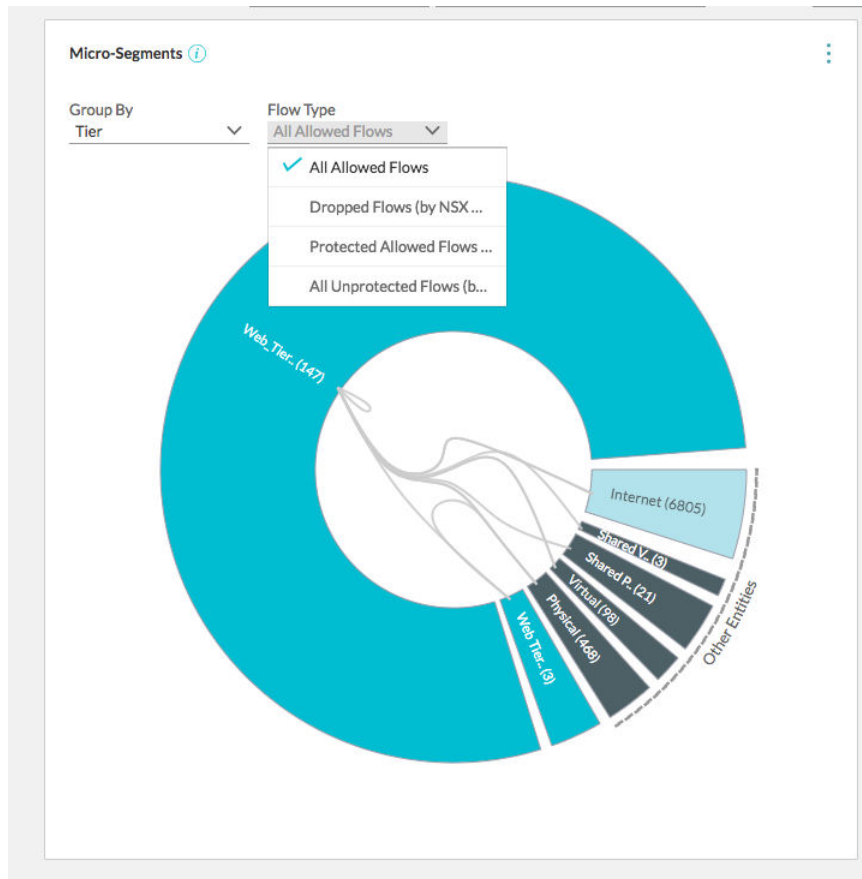 Micro-Segments i
Group By
Flow Type
Tier
All Allowed Flows
All Allowed Flows
Dropped Flows (by NSX ...
Protected Allowed Flows ...
All Unprotected Flows (b...
Web_Tier.. (147)
Internet (6805)
Shared V.. (3)
Shared P.. (21)
Virtual (98)
Physical (468)
Web Tier.. (3)
Other Entities